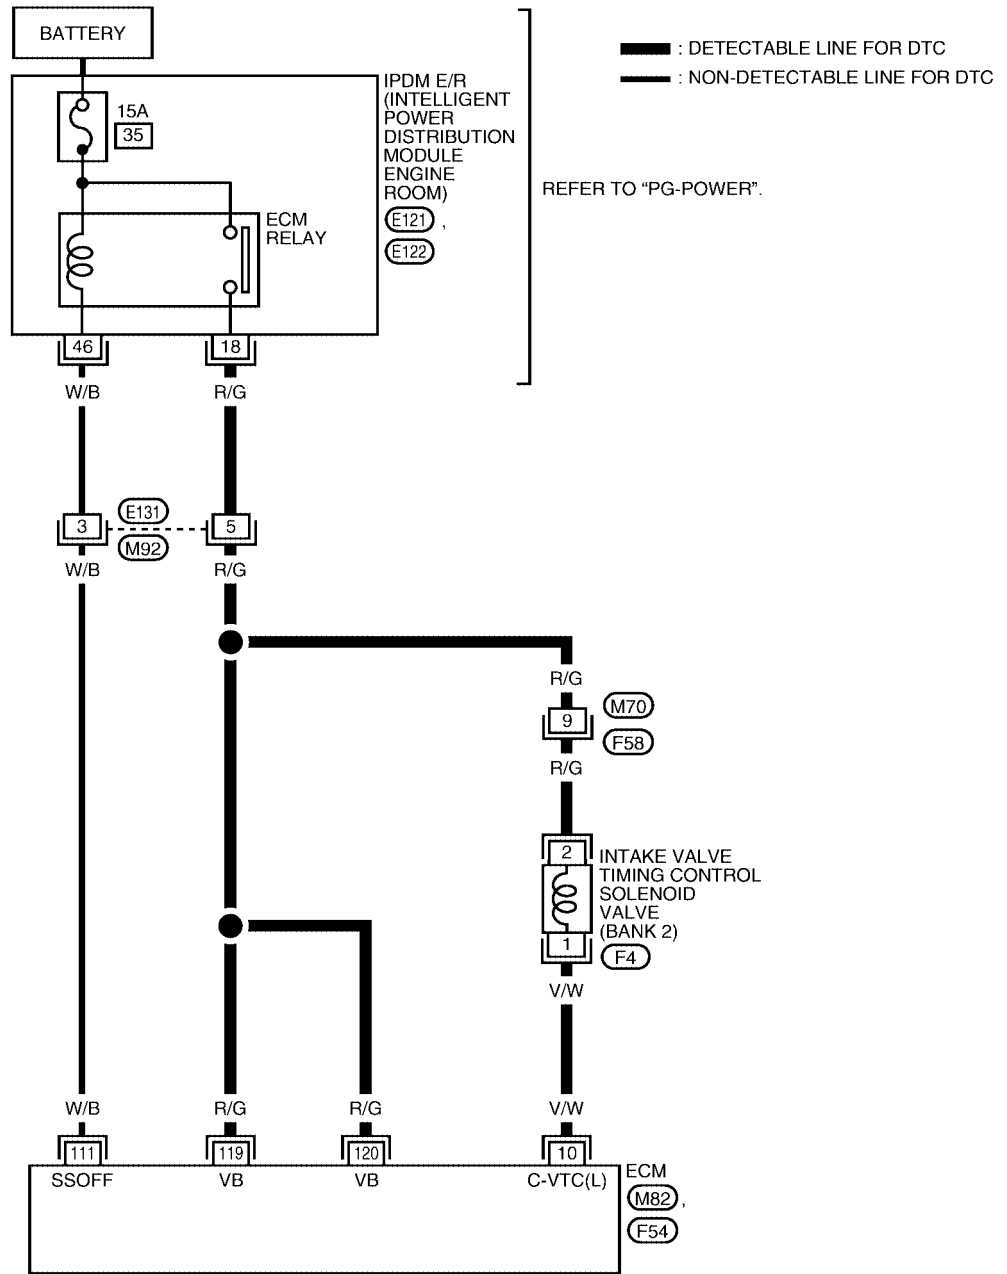 BATTERY
: DETECTABLE LINE FOR DTC
: NON-DETECTABLE LINE FOR DTC
15A
35
IPDM E/R
(INTELLIGENT
POWER
DISTRIBUTION
MODULE
ENGINE
ROOM)
E121 ,
E122
REFER TO “PG-POWER”.
ECM
RELAY
46
18
W/B
R/G
3
E131
M92
5
W/B
R/G
R/G
9
M70
F58
R/G
2
INTAKE VALVE
TIMING CONTROL
SOLENOID
VALVE
(BANK 2)
1
F4
V/W
W/B
R/G
R/G
V/W
111
119
120
10
SSOFF
VB
VB
C-VTC(L)
ECM
M82 ,
F54